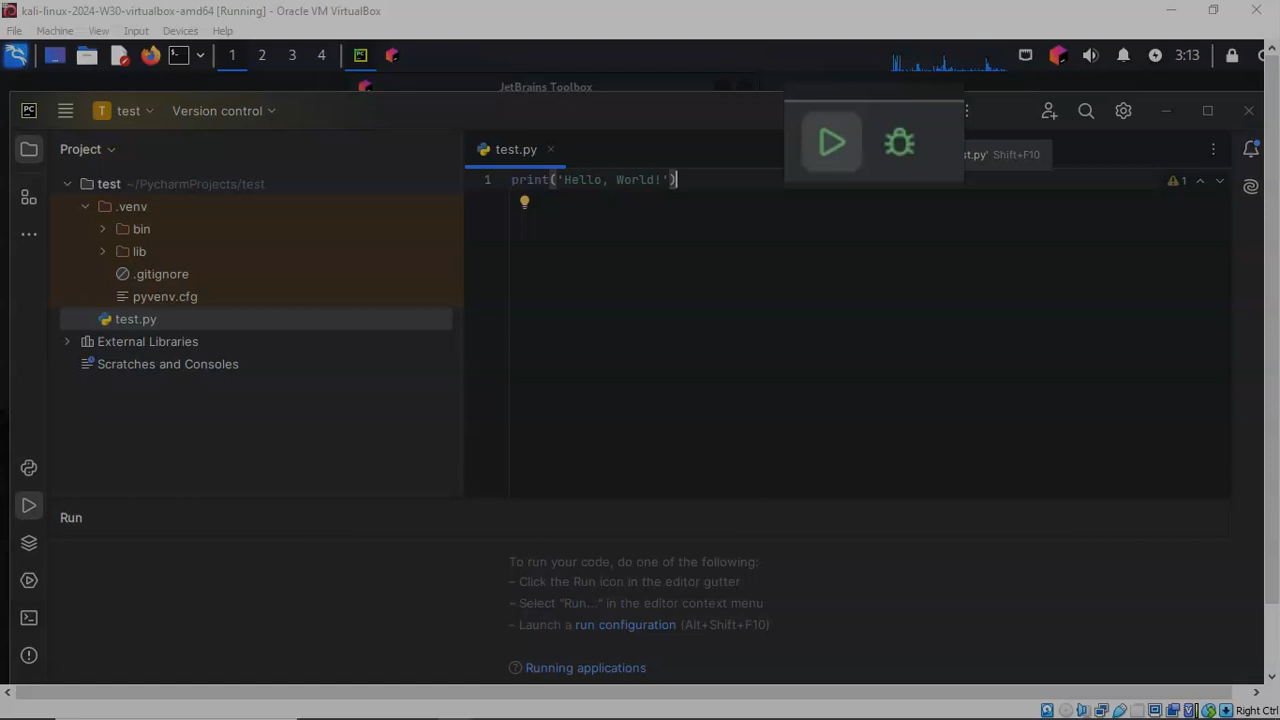 kali-linux-2024-W30-virtualbox-amd64 [Running] - Oracle VM VirtualBox
File Machine View Input Devices Help
1 2 3 4 3:13
JetBrains Toolbox
PC T test Version control
Project
test.py
st.py' Shift+F10
1 print('Hello, World!') 1
test ~/PycharmProjects/test
.venv
bin
lib
.gitignore
pyvenv.cfg
test.py
External Libraries
Scratches and Consoles
Run
To run your code, do one of the following:
– Click the Run icon in the editor gutter
– Select "Run..." in the editor context menu
– Launch a run configuration (Alt+Shift+F10)
? Running applications
Right Ctrl